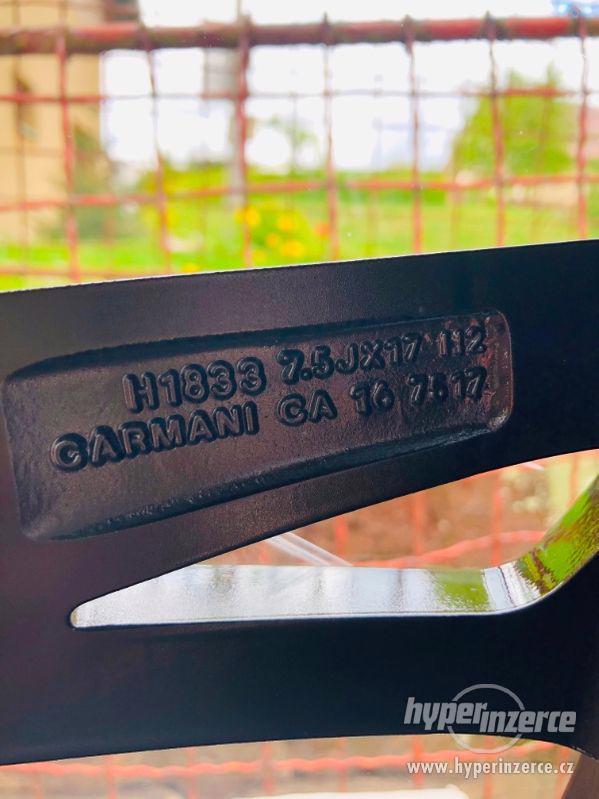 H1833 7.5JX17 H2
CARMANI CA 16 7517
hyperinzerce
www.hyperinzerce.cz